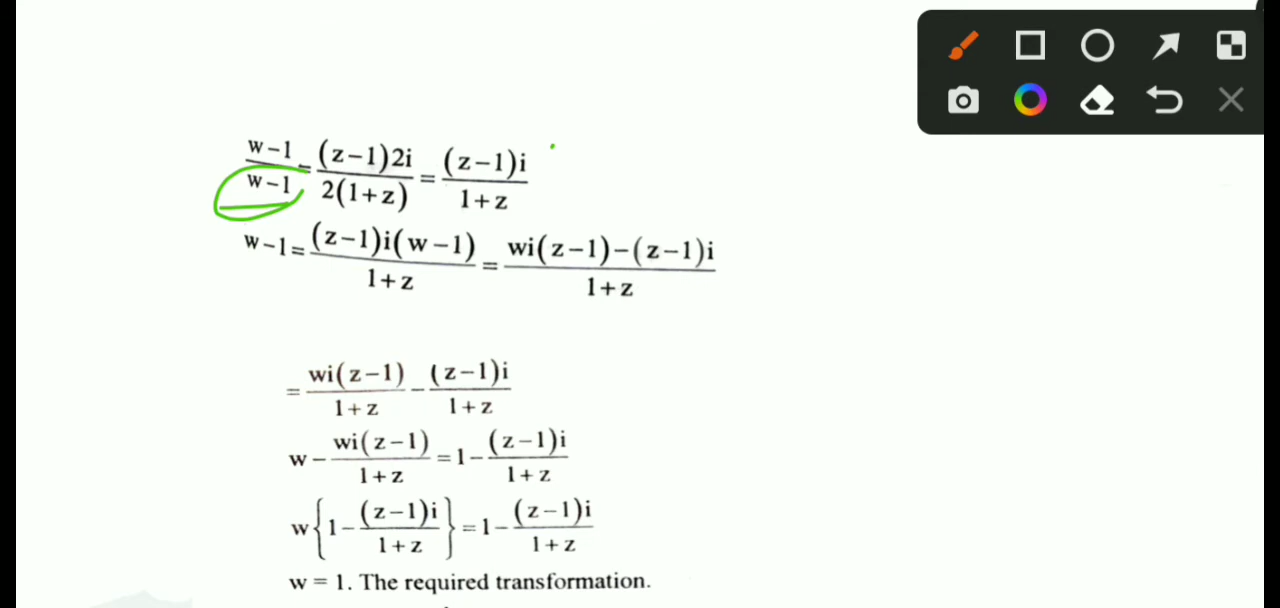 w-1/w-1 = (z-1)2i/2(1+z) = (z-1)i/1+z
w-1 = (z-1)i(w-1)/1+z = wi(z-1)-(z-1)i/1+z
= wi(z-1)/1+z - (z-1)i/1+z
w - wi(z-1)/1+z = 1 - (z-1)i/1+z
w{1 - (z-1)i/1+z} = 1 - (z-1)i/1+z
w = 1. The required transformation.